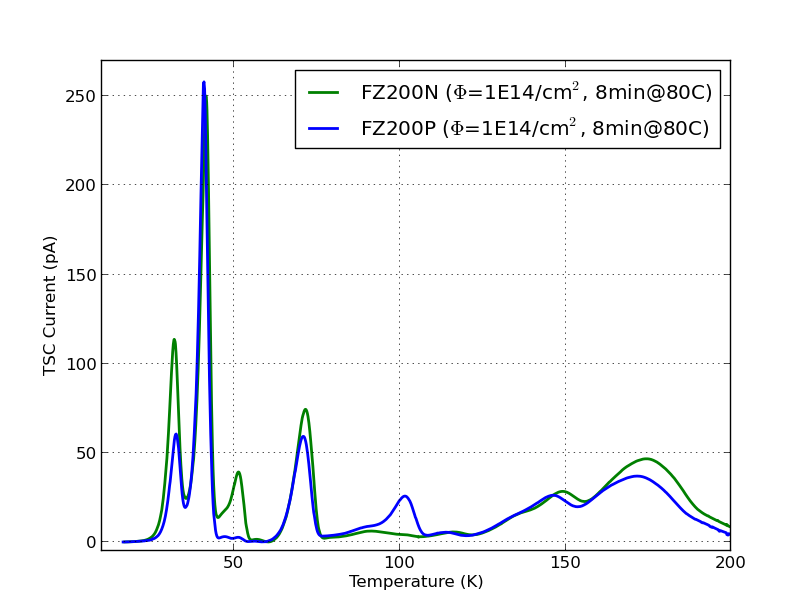 FZ200N (Φ=1E14/cm², 8min@80C)
FZ200P (Φ=1E14/cm², 8min@80C)
TSC Current (pA)
250
200
150
100
50
0
50 100 150 200
Temperature (K)